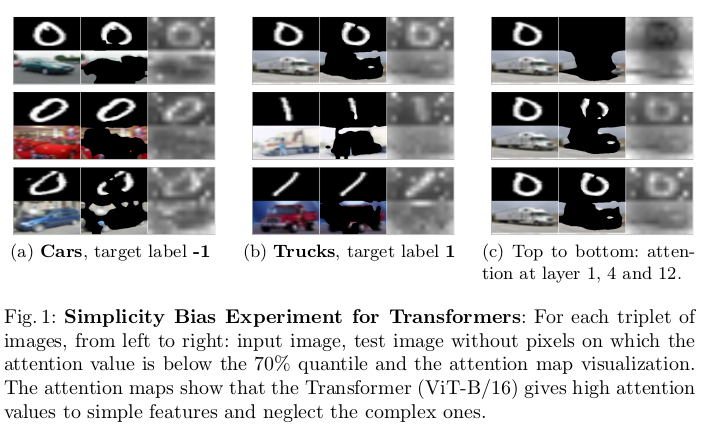 (a) Cars, target label -1
(b) Trucks, target label 1
(c) Top to bottom: atten-
tion at layer 1, 4 and 12.
Fig. 1: Simplicity Bias Experiment for Transformers: For each triplet of
images, from left to right: input image, test image without pixels on which the
attention value is below the 70% quantile and the attention map visualization.
The attention maps show that the Transformer (ViT-B/16) gives high attention
values to simple features and neglect the complex ones.